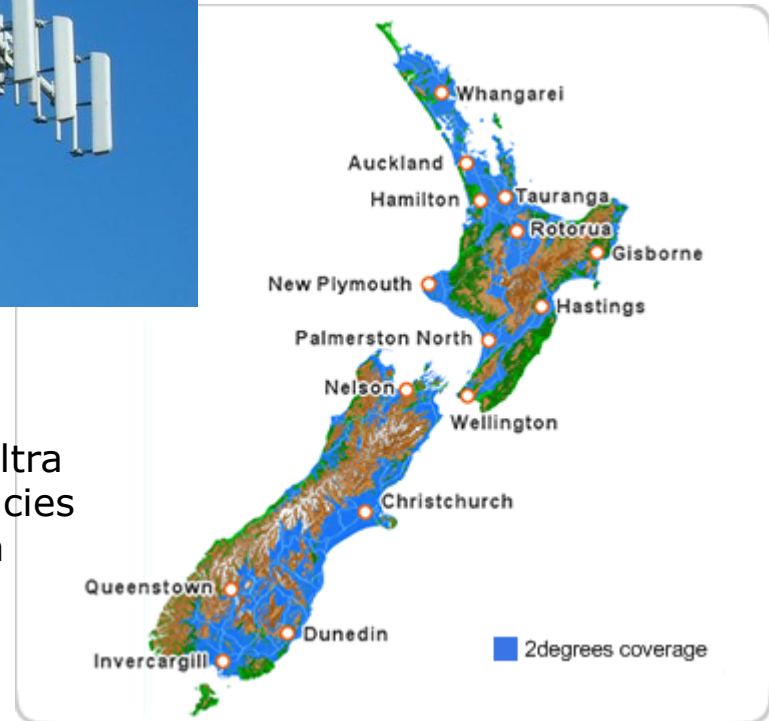 Whangarei
Auckland
Hamilton
Tauranga
Rotorua
Gisborne
New Plymouth
Hastings
Palmerston North
Nelson
Wellington
ltra
cies
Christchurch
Queenstown
Dunedin
Invercargill
2degrees coverage